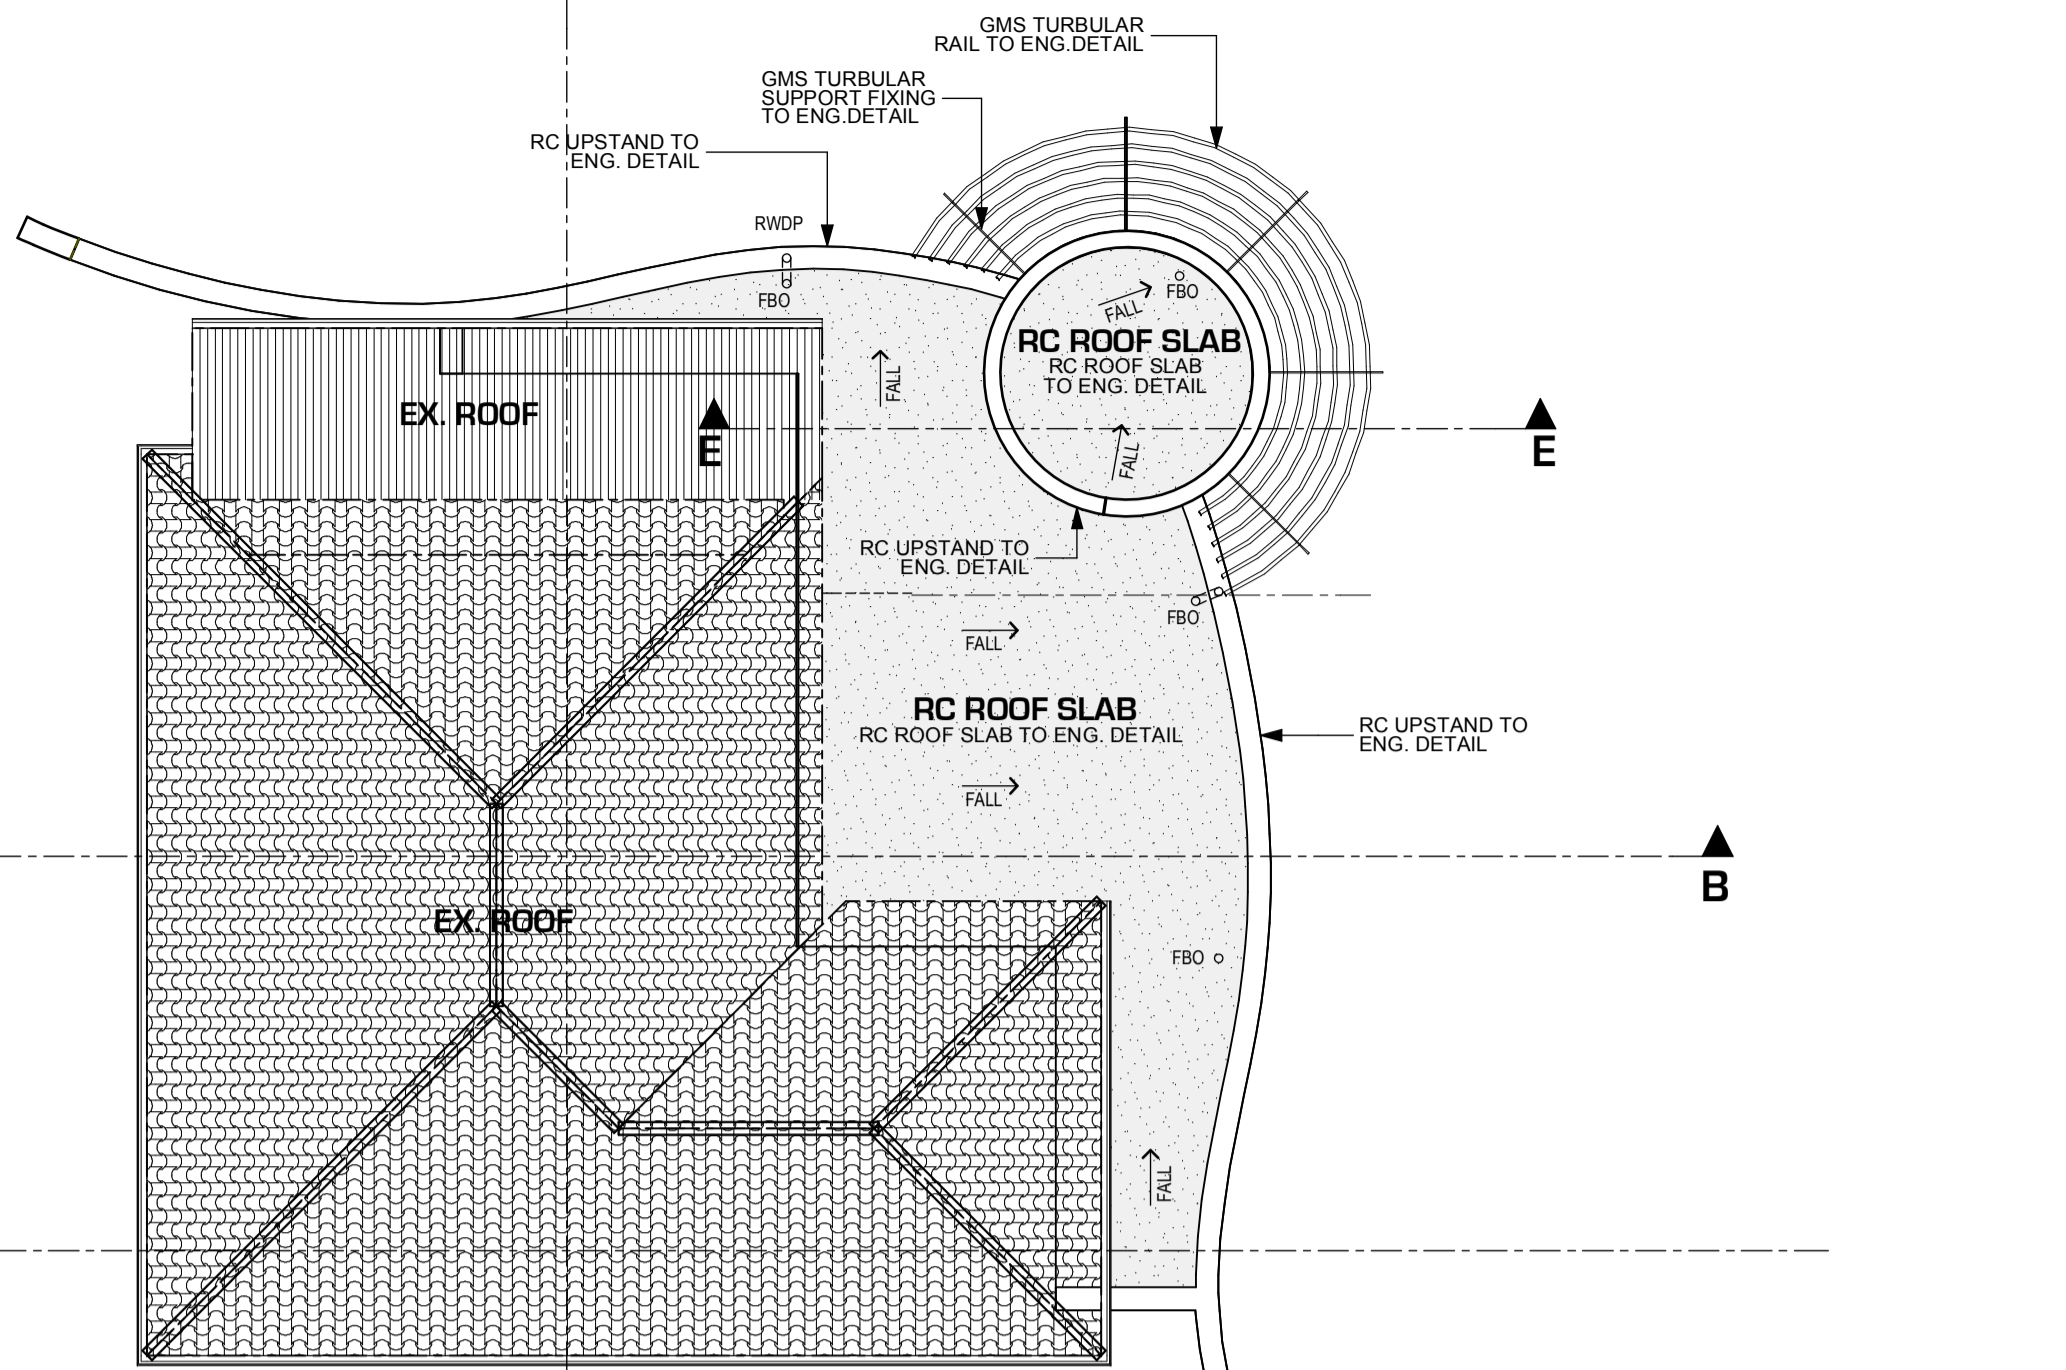 GMS TURBULAR
RAIL TO ENG.DETAIL
GMS TURBULAR
SUPPORT FIXING
TO ENG.DETAIL
RC UPSTAND TO
ENG. DETAIL
RWDP
FBO
FALL
FBO
RC ROOF SLAB
RC ROOF SLAB
TO ENG. DETAIL
FALL
FALL
EX. ROOF
E
E
RC UPSTAND TO
ENG. DETAIL
FBO
FALL
RC ROOF SLAB
RC ROOF SLAB TO ENG. DETAIL
RC UPSTAND TO
ENG. DETAIL
FALL
B
EX. ROOF
FBO
FALL